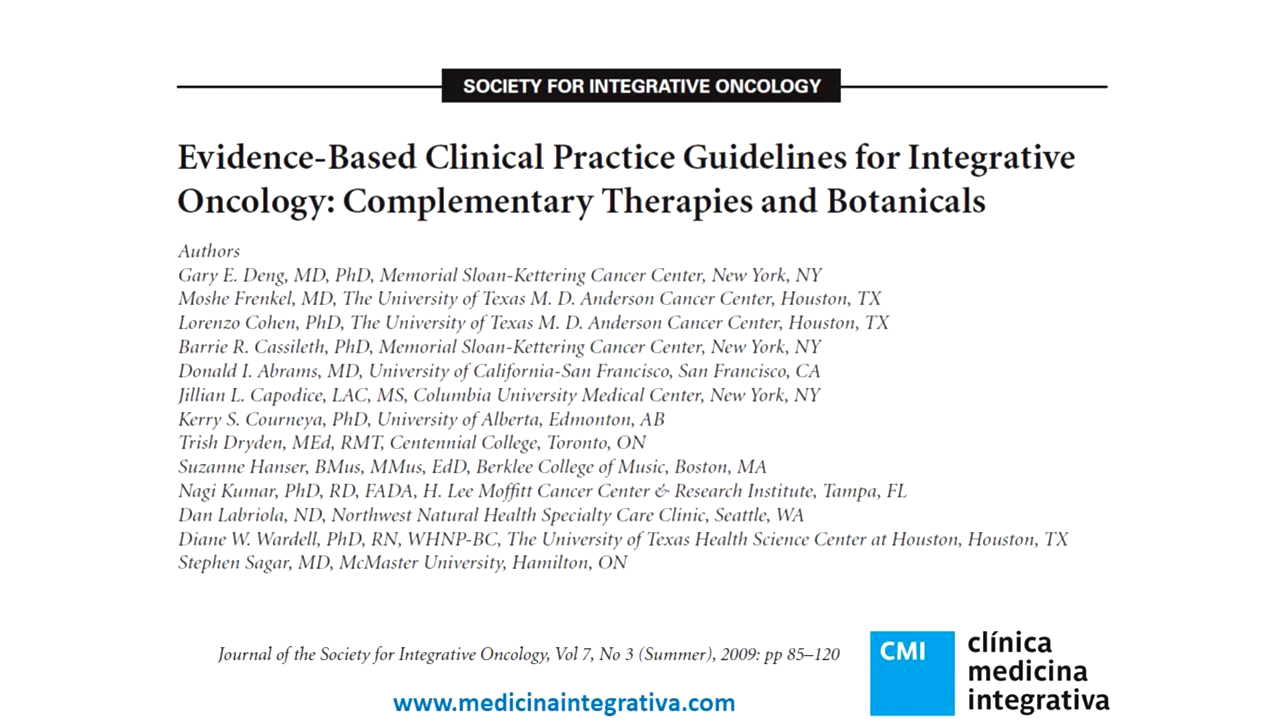 SOCIETY FOR INTEGRATIVE ONCOLOGY
Evidence-Based Clinical Practice Guidelines for Integrative
Oncology: Complementary Therapies and Botanicals
Authors
Gary E. Deng, MD, PhD, Memorial Sloan-Kettering Cancer Center, New York, NY
Moshe Frenkel, MD, The University of Texas M. D. Anderson Cancer Center, Houston, TX
Lorenzo Cohen, PhD, The University of Texas M. D. Anderson Cancer Center, Houston, TX
Barrie R. Cassileth, PhD, Memorial Sloan-Kettering Cancer Center, New York, NY
Donald I. Abrams, MD, University of California-San Francisco, San Francisco, CA
Jillian L. Capodice, LAC, MS, Columbia University Medical Center, New York, NY
Kerry S. Courneya, PhD, University of Alberta, Edmonton, AB
Trish Dryden, MEd, RMT, Centennial College, Toronto, ON
Suzanne Hanser, BMus, MMus, EdD, Berklee College of Music, Boston, MA
Nagi Kumar, PhD, RD, FADA, H. Lee Moffitt Cancer Center & Research Institute, Tampa, FL
Dan Labriola, ND, Northwest Natural Health Specialty Care Clinic, Seattle, WA
Diane W. Wardell, PhD, RN, WHNP-BC, The University of Texas Health Science Center at Houston, Houston, TX
Stephen Sagar, MD, McMaster University, Hamilton, ON
Journal of the Society for Integrative Oncology, Vol 7, No 3 (Summer), 2009: pp 85–120
www.medicinaintegrativa.com
CMI
clínica
medicina
integrativa